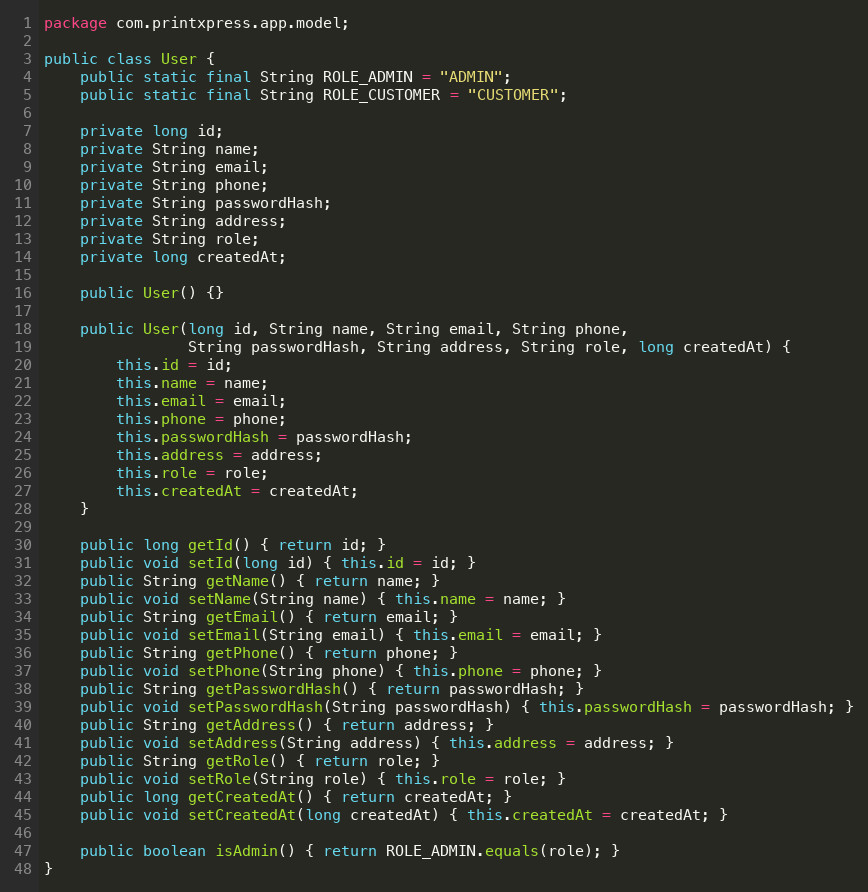 1 package com.printxpress.app.model;
2
3 public class User {
4     public static final String ROLE_ADMIN = "ADMIN";
5     public static final String ROLE_CUSTOMER = "CUSTOMER";
6
7     private long id;
8     private String name;
9     private String email;
10     private String phone;
11     private String passwordHash;
12     private String address;
13     private String role;
14     private long createdAt;
15
16     public User() {}
17
18     public User(long id, String name, String email, String phone,
19                 String passwordHash, String address, String role, long createdAt) {
20         this.id = id;
21         this.name = name;
22         this.email = email;
23         this.phone = phone;
24         this.passwordHash = passwordHash;
25         this.address = address;
26         this.role = role;
27         this.createdAt = createdAt;
28     }
29
30     public long getId() { return id; }
31     public void setId(long id) { this.id = id; }
32     public String getName() { return name; }
33     public void setName(String name) { this.name = name; }
34     public String getEmail() { return email; }
35     public void setEmail(String email) { this.email = email; }
36     public String getPhone() { return phone; }
37     public void setPhone(String phone) { this.phone = phone; }
38     public String getPasswordHash() { return passwordHash; }
39     public void setPasswordHash(String passwordHash) { this.passwordHash = passwordHash; }
40     public String getAddress() { return address; }
41     public void setAddress(String address) { this.address = address; }
42     public String getRole() { return role; }
43     public void setRole(String role) { this.role = role; }
44     public long getCreatedAt() { return createdAt; }
45     public void setCreatedAt(long createdAt) { this.createdAt = createdAt; }
46
47     public boolean isAdmin() { return ROLE_ADMIN.equals(role); }
48 }